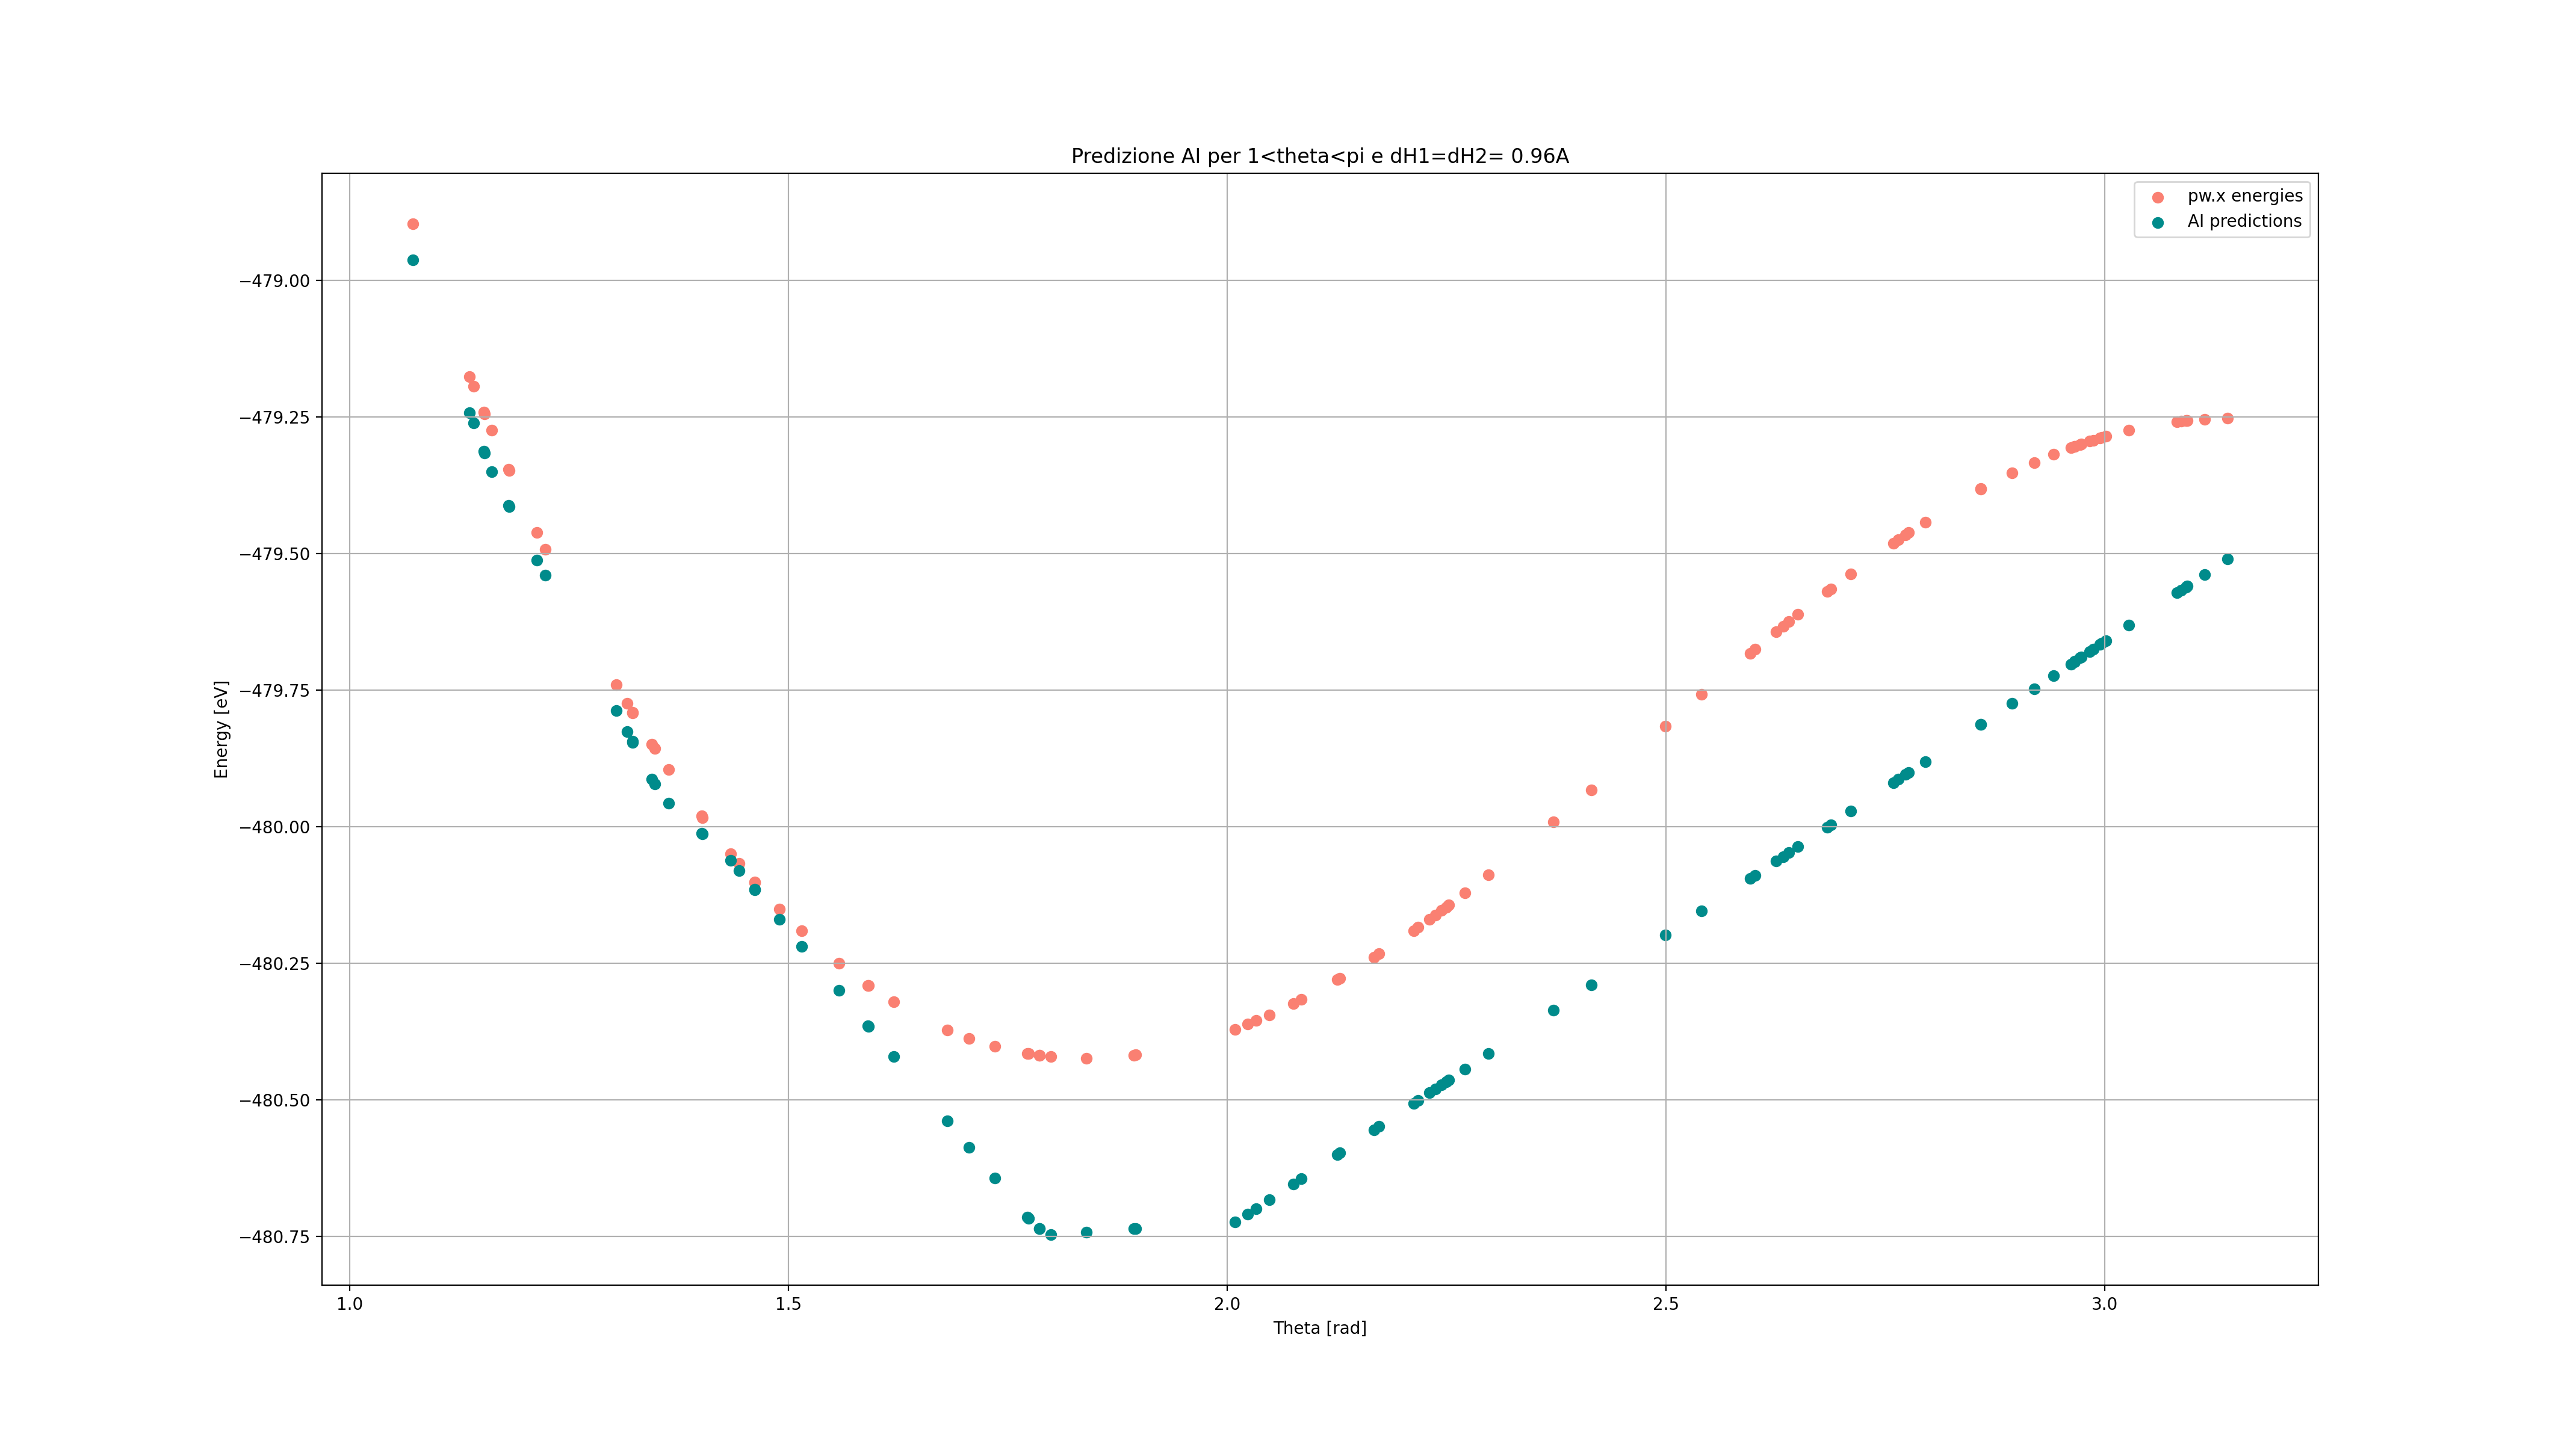 Predizione AI per 1<theta<pi e dH1=dH2= 0.96A
pw.x energies
AI predictions
−479.00
−479.25
−479.50
−479.75
−480.00
−480.25
−480.50
−480.75
Energy [eV]
1.0
1.5
2.0
2.5
3.0
Theta [rad]